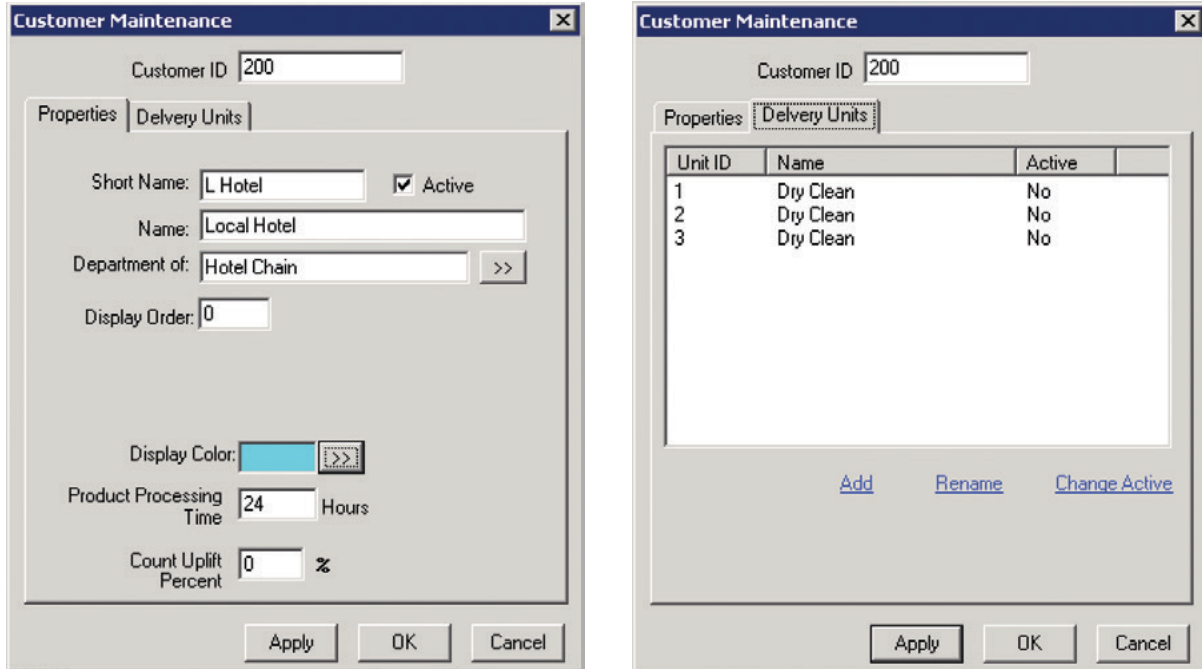 Customer Maintenance
Customer ID 200
Properties Delvery Units
Short Name: L Hotel Active
Name: Local Hotel
Department of: Hotel Chain >>
Display Order: 0
Display Color: >>
Product Processing
Time 24 Hours
Count Uplift
Percent 0 %
Apply OK Cancel
Customer Maintenance
Customer ID 200
Properties Delvery Units
Unit ID Name Active
1 Dry Clean No
2 Dry Clean No
3 Dry Clean No
Add Rename Change Active
Apply OK Cancel